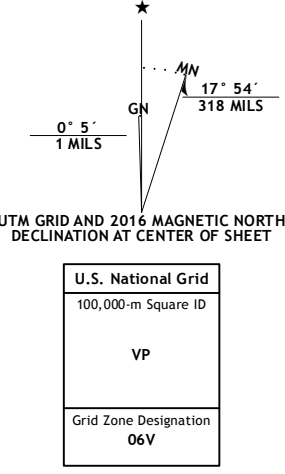 ★
MN
GN
17° 54´
318 MILS
0° 5´
1 MILS
UTM GRID AND 2016 MAGNETIC NORTH
DECLINATION AT CENTER OF SHEET
U.S. National Grid
100,000-m Square ID
VP
Grid Zone Designation
06V